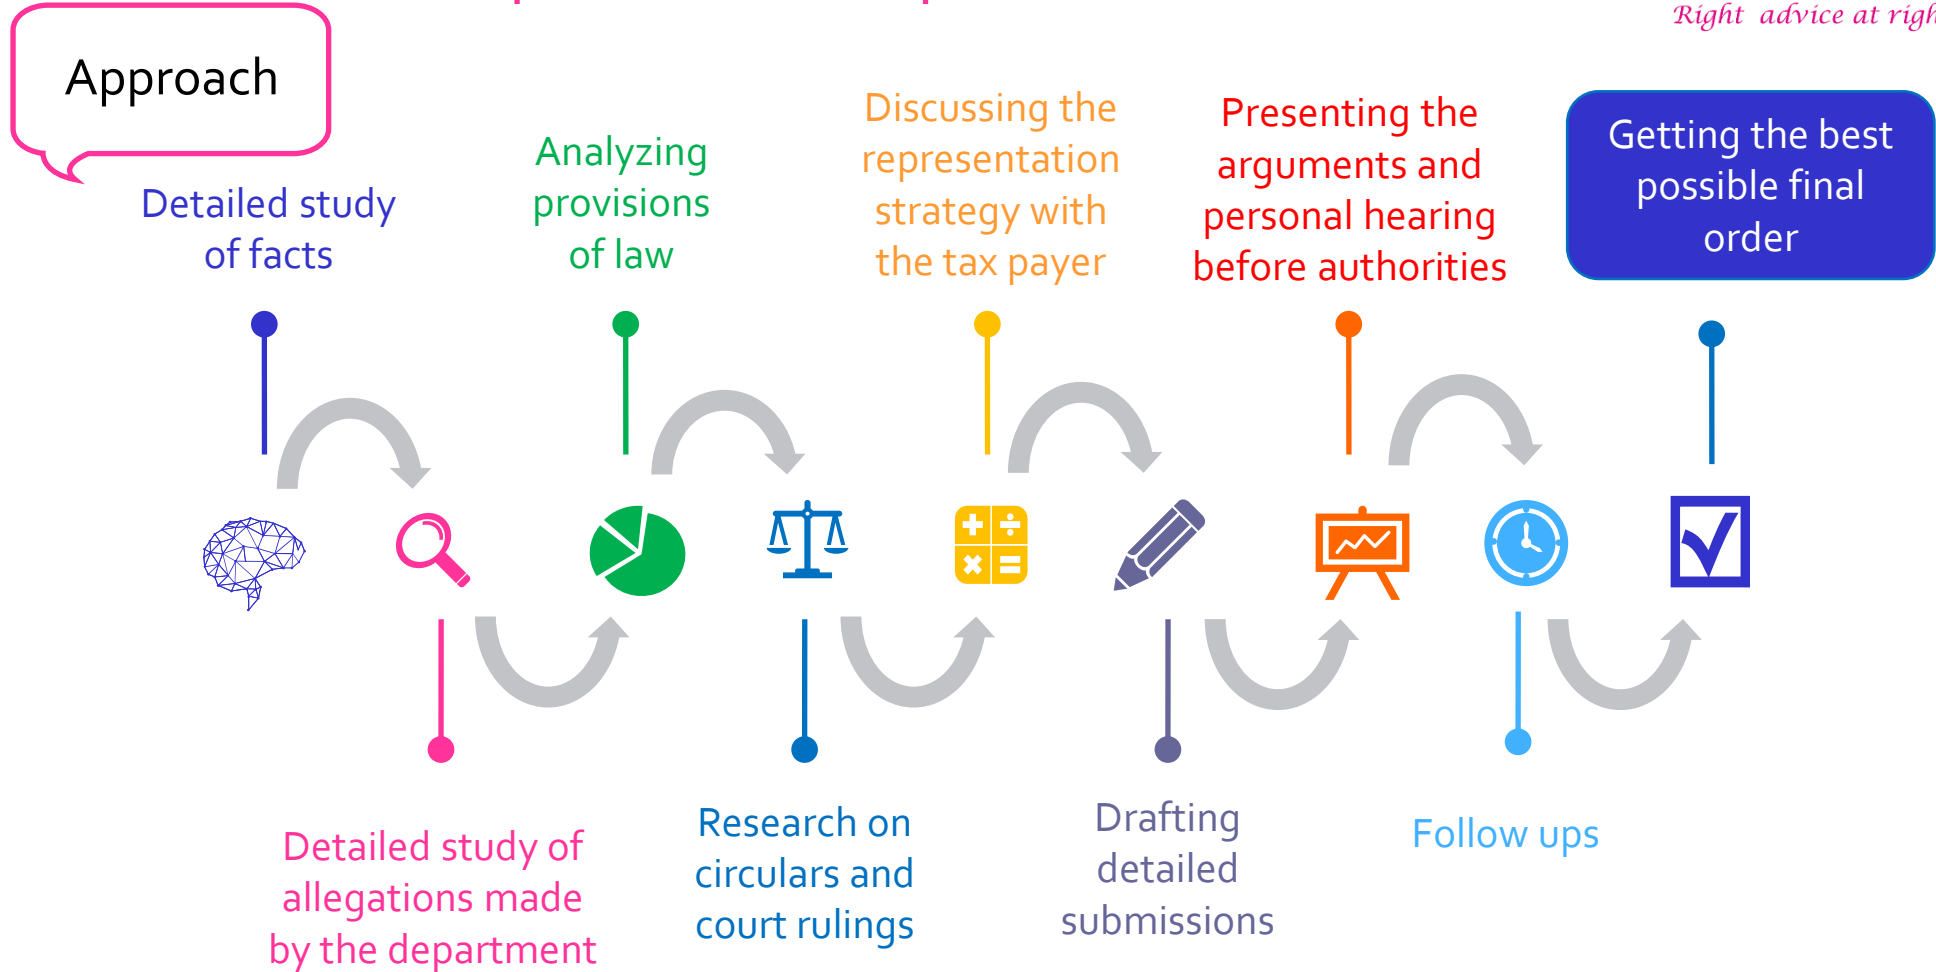 Right advice at
Approach
Detailed study
of facts
Detailed study of
allegations made
by the department
Analyzing
provisions
of law
Research on
circulars and
court rulings
Discussing the
representation
strategy with
the tax payer
Drafting
detailed
submissions
Presenting the
arguments and
personal hearing
before authorities
Follow ups
Getting the best
possible final
order